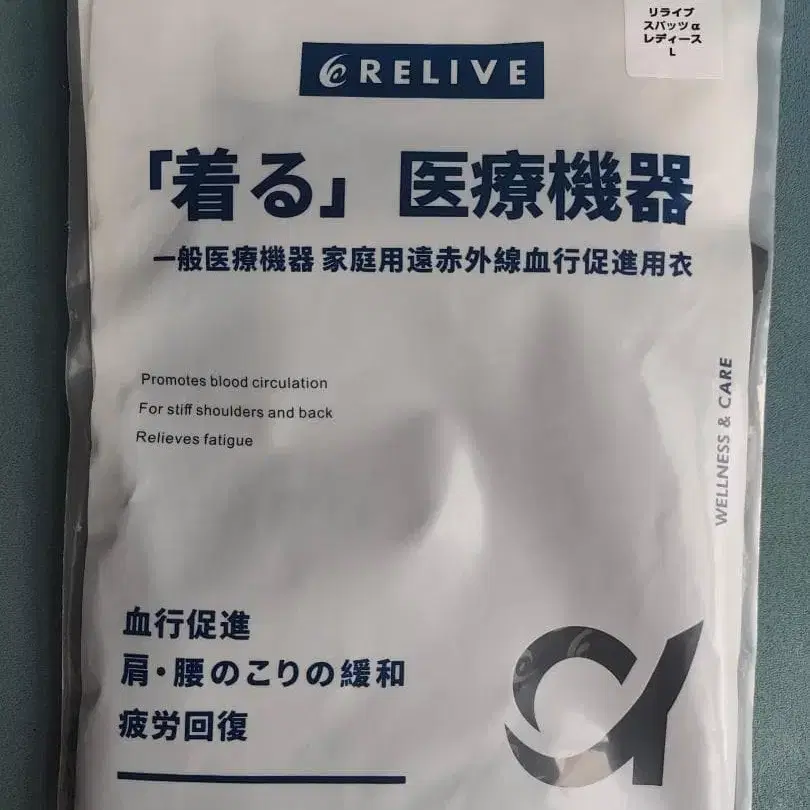 リライブ
スパッツα
レディース
L
RELIVE
「着る」医療機器
一般医療機器 家庭用遠赤外線血行促進用衣
Promotes blood circulation
For stiff shoulders and back
Relieves fatigue
WELLNESS & CARE
血行促進
肩・腰のこりの緩和
疲労回復
α